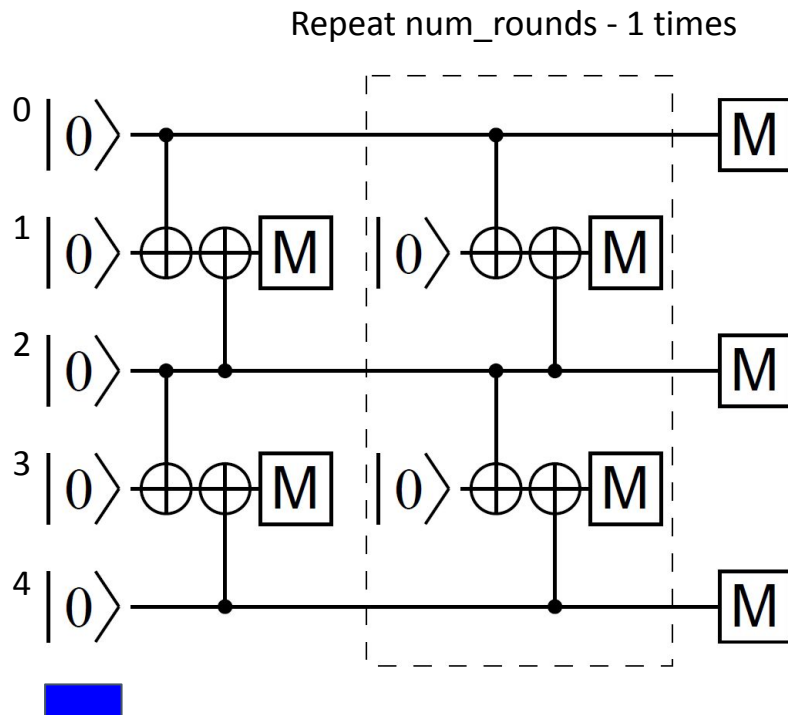 Repeat num_rounds - 1 times
0 |0⟩ M
1 |0⟩ M |0⟩ M
2 |0⟩ M
3 |0⟩ M |0⟩ M
4 |0⟩ M